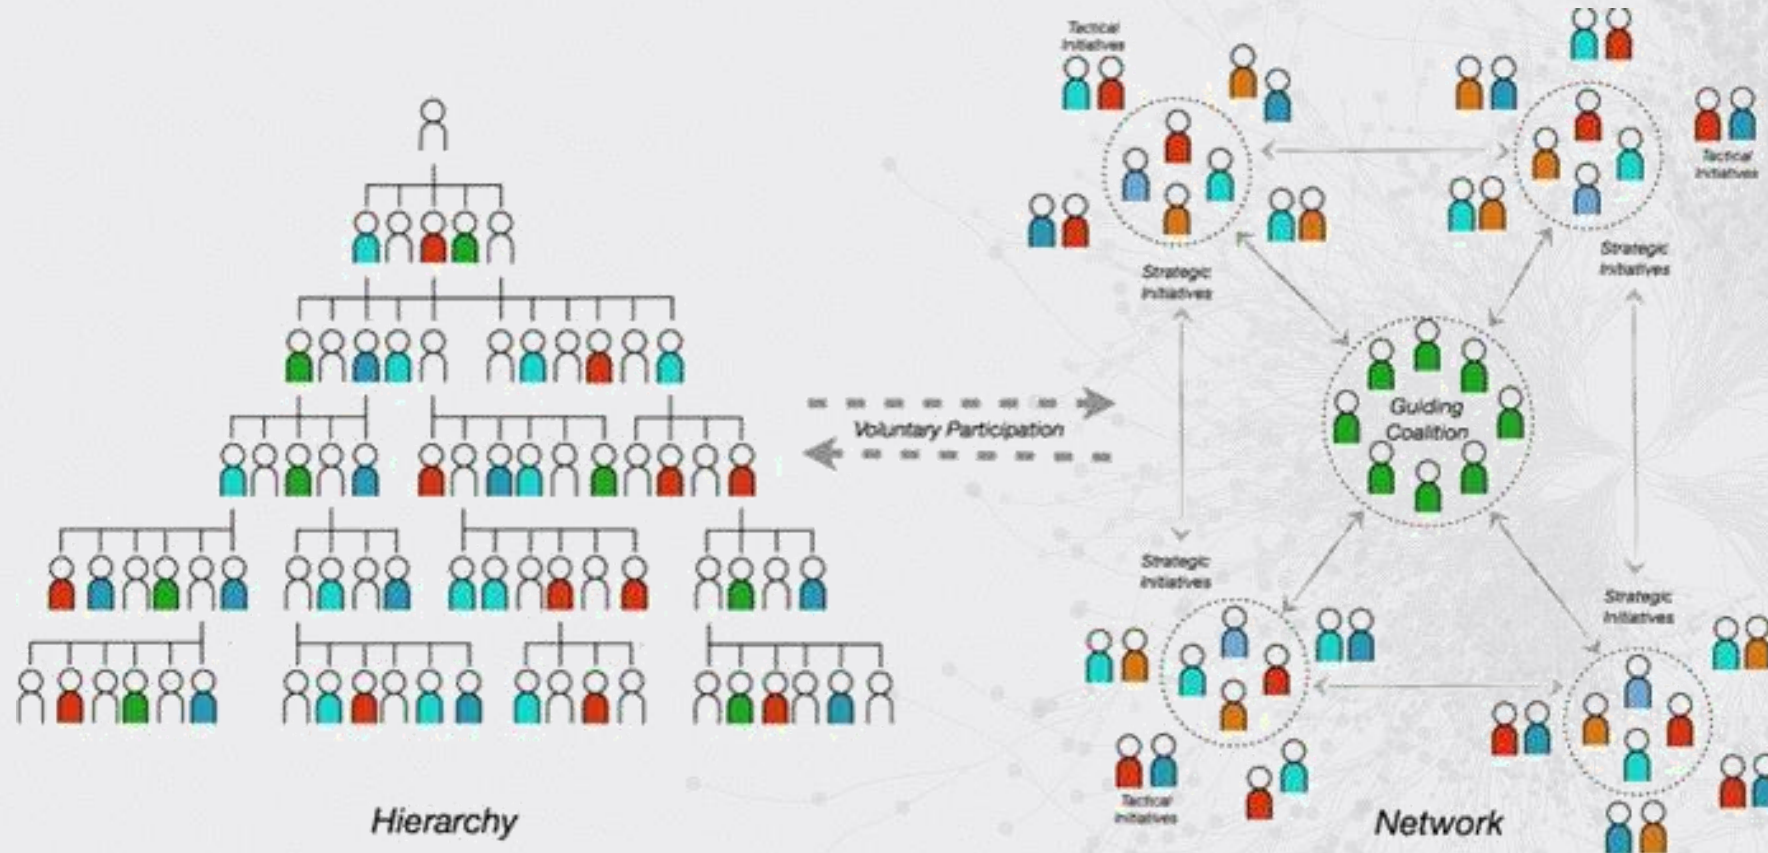 Tactical
Initiatives
Tactical
Initiatives
Strategic
Initiatives
Strategic
Initiatives
Guiding
Coalition
Voluntary Participation
Strategic
Initiatives
Strategic
Initiatives
Tactical
Initiatives
Hierarchy
Network